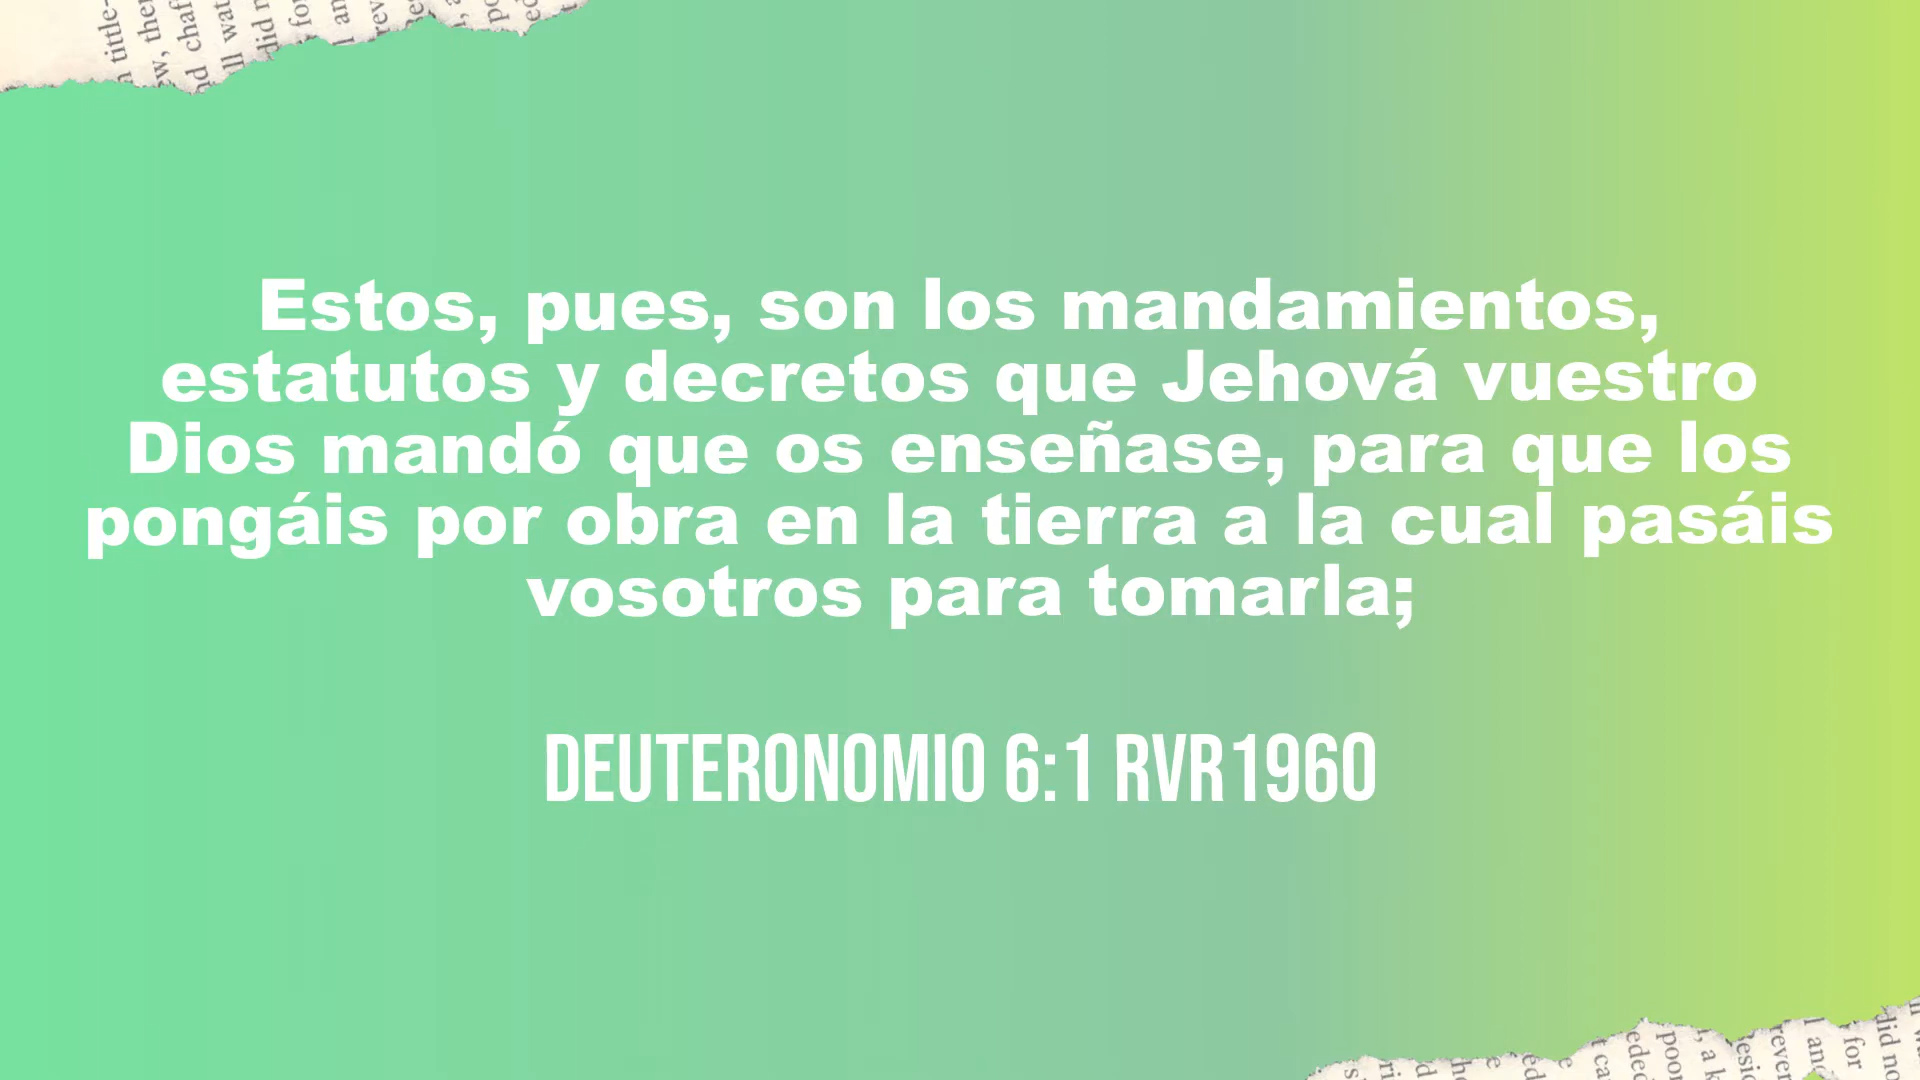 Estos, pues, son los mandamientos,
estatutos y decretos que Jehová vuestro
Dios mandó que os enseñase, para que los
pongáis por obra en la tierra a la cual pasáis
vosotros para tomarla;
DEUTERONOMIO 6:1 RVR1960